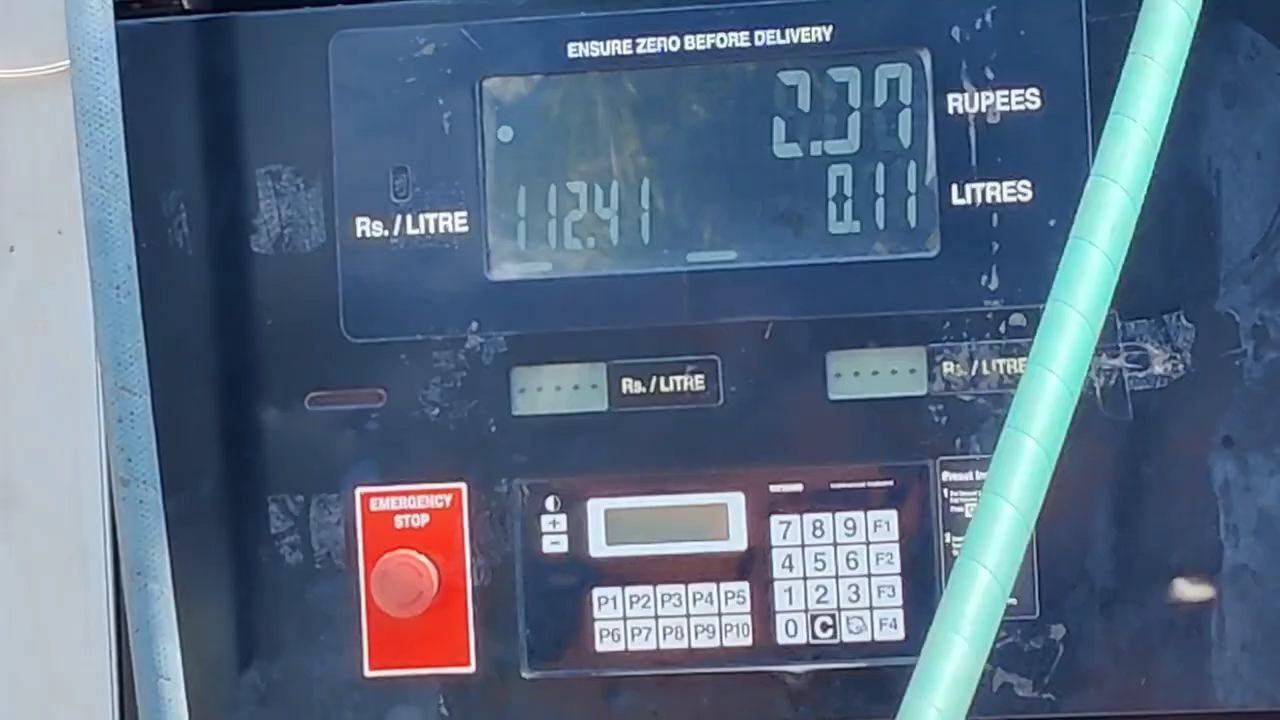 ENSURE ZERO BEFORE DELIVERY
2.37 RUPEES
Rs. / LITRE 112.41 0.11 LITRES
----- Rs. / LITRE ----- Rs. / LITRE
EMERGENCY
STOP
+
−
7 8 9 F1
4 5 6 F2
1 2 3 F3
0 C F4
P1 P2 P3 P4 P5
P6 P7 P8 P9 P10
Preset